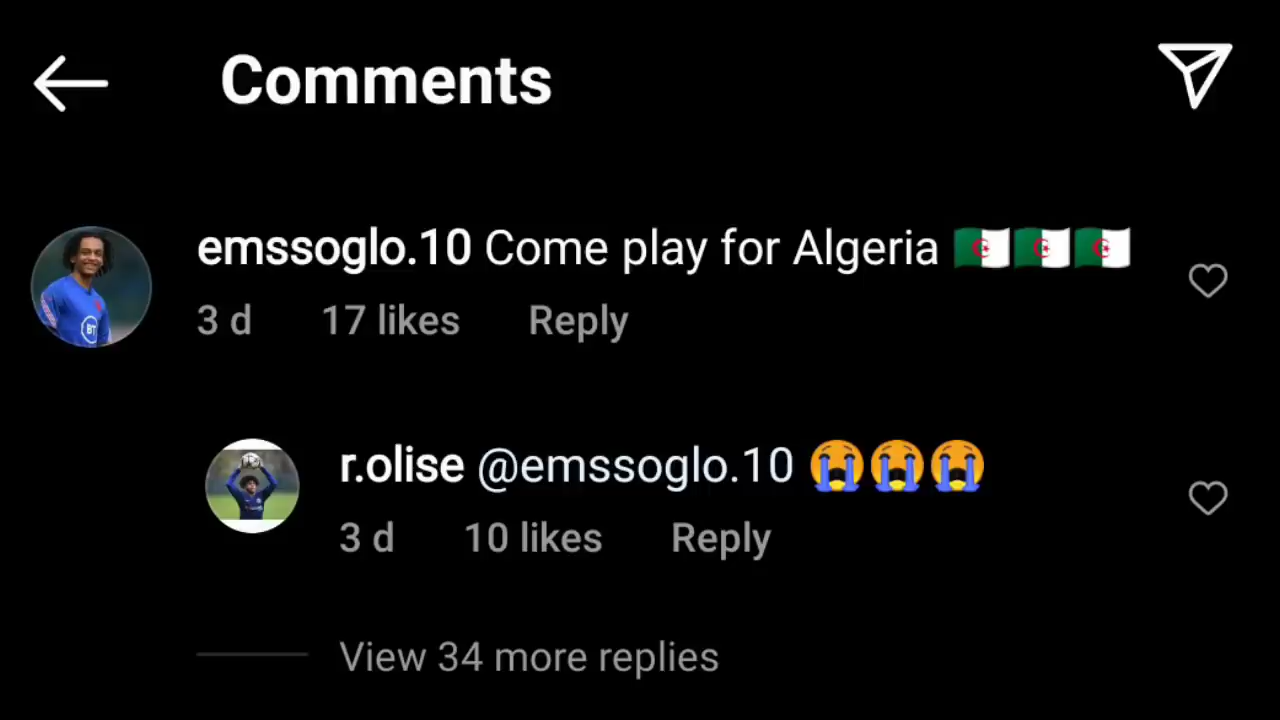 Comments
emssoglo.10 Come play for Algeria 🇩🇿🇩🇿🇩🇿
3 d 17 likes Reply
BT
r.olise @emssoglo.10 😭😭😭
3 d 10 likes Reply
View 34 more replies